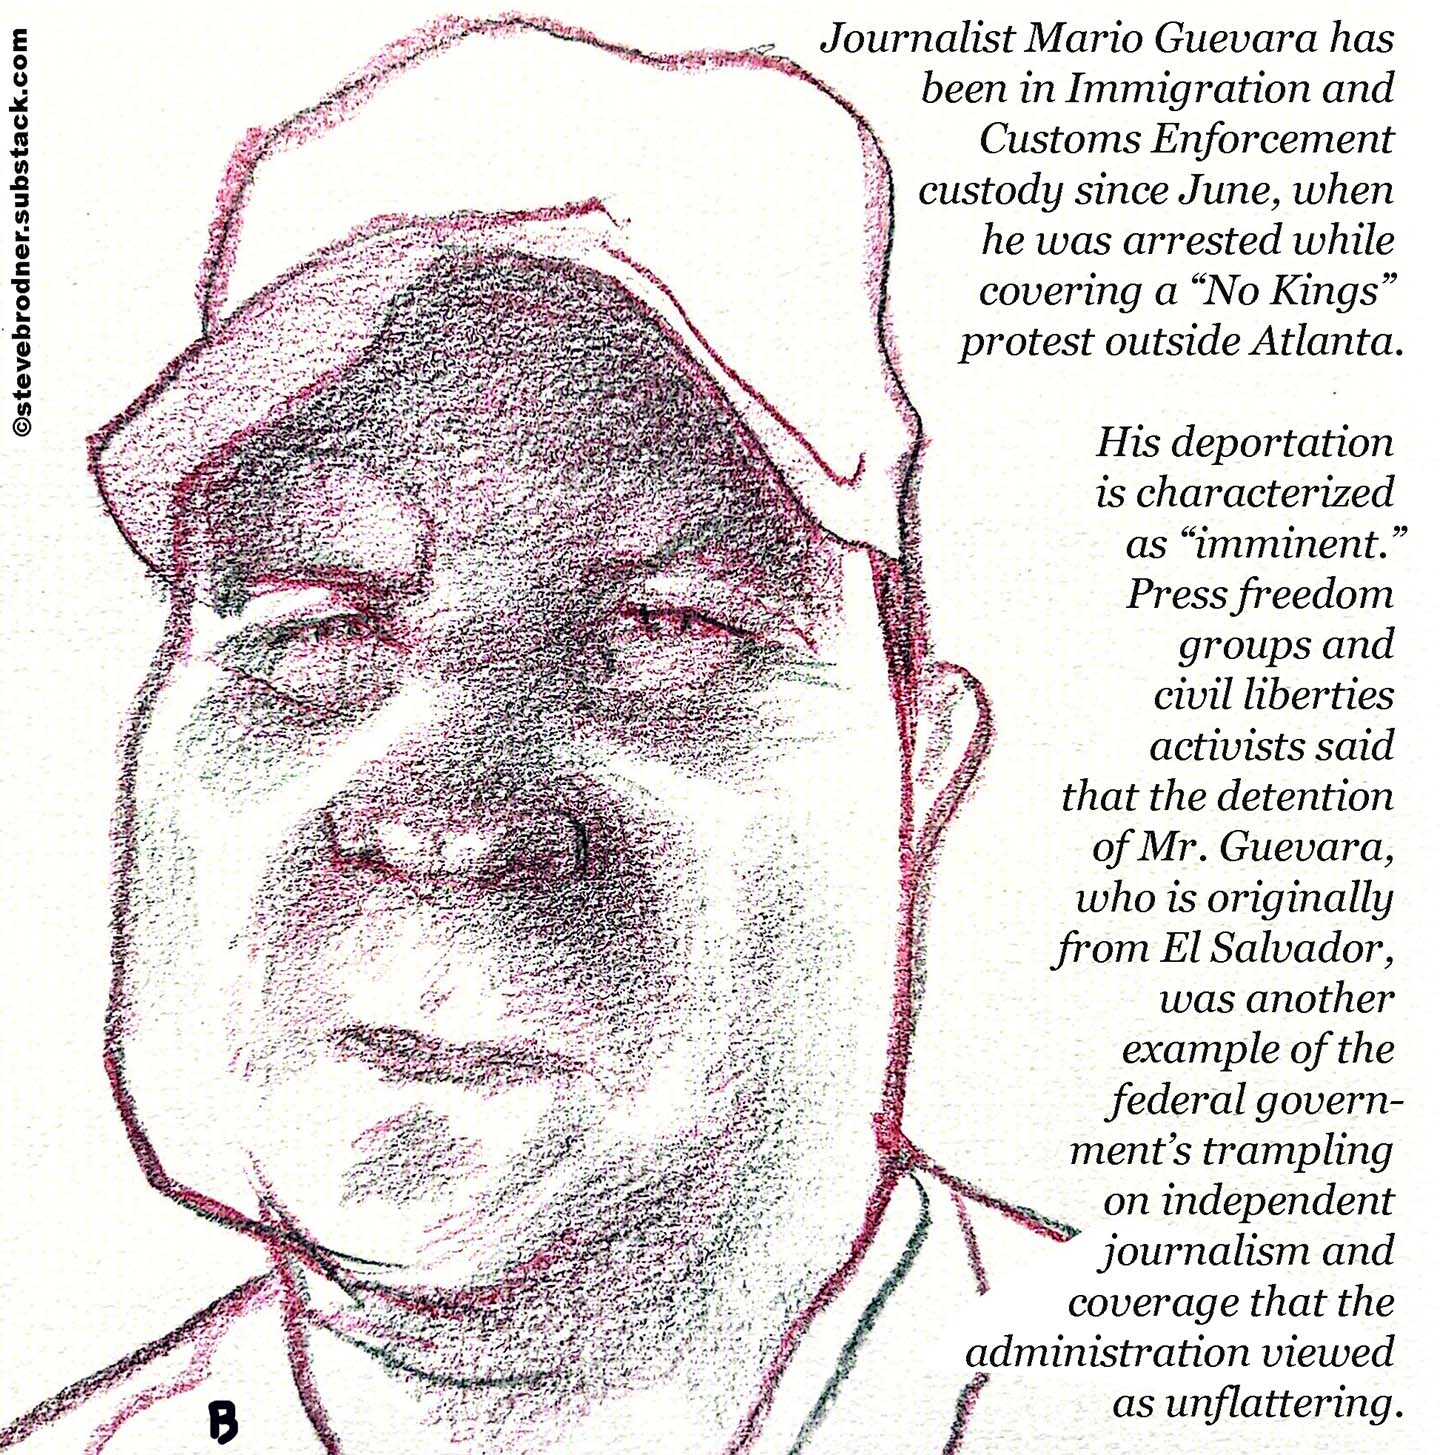 ©stevebrodner.substack.com
Journalist Mario Guevara has
been in Immigration and
Customs Enforcement
custody since June, when
he was arrested while
covering a “No Kings”
protest outside Atlanta.
His deportation
is characterized
as “imminent.”
Press freedom
groups and
civil liberties
activists said
that the detention
of Mr. Guevara,
who is originally
from El Salvador,
was another
example of the
federal govern-
ment’s trampling
on independent
journalism and
coverage that the
administration viewed
as unflattering.
B